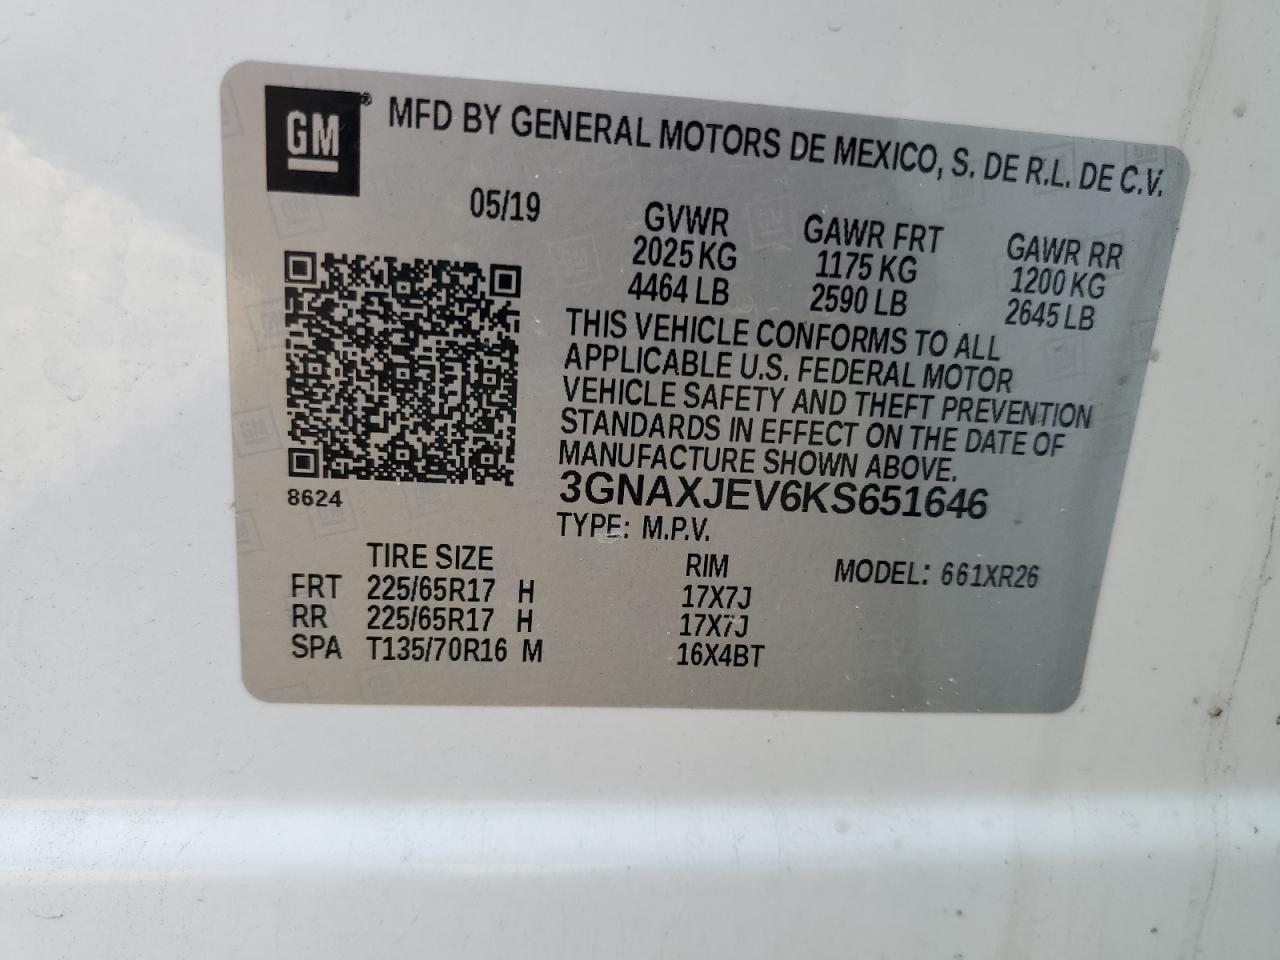 GM® MFD BY GENERAL MOTORS DE MEXICO, S. DE R.L. DE C.V.
05/19 GVWR GAWR FRT GAWR RR
2025 KG 1175 KG 1200 KG
4464 LB 2590 LB 2645 LB
THIS VEHICLE CONFORMS TO ALL
APPLICABLE U.S. FEDERAL MOTOR
VEHICLE SAFETY AND THEFT PREVENTION
STANDARDS IN EFFECT ON THE DATE OF
MANUFACTURE SHOWN ABOVE.
8624 3GNAXJEV6KS651646
TYPE: M.P.V.
TIRE SIZE RIM MODEL: 661XR26
FRT 225/65R17 H 17X7J
RR 225/65R17 H 17X7J
SPA T135/70R16 M 16X4BT